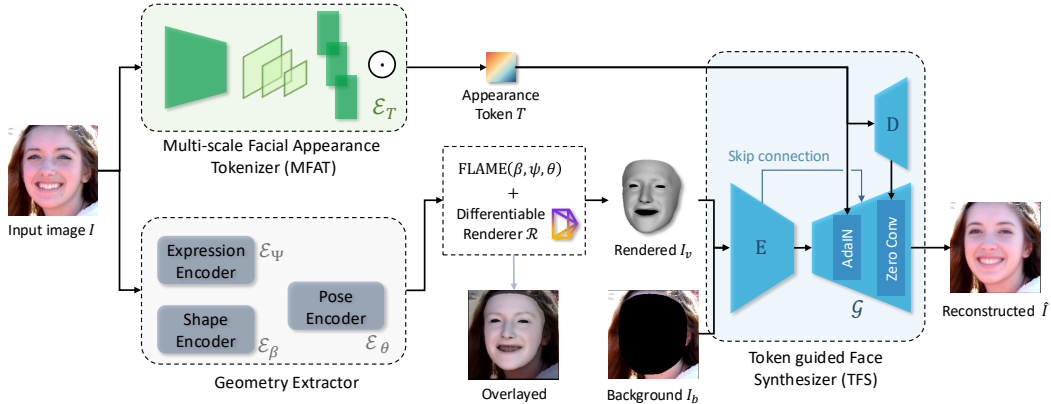 Input image I
ℰ_T
Multi-scale Facial Appearance
Tokenizer (MFAT)
Appearance
Token T
Expression
Encoder
ℰ_Ψ
Shape
Encoder
ℰ_β
Pose
Encoder
ℰ_θ
Geometry Extractor
FLAME(β, ψ, θ)
+
Differentiable
Renderer ℛ
Overlayed
Rendered I_v
Background I_b
Skip connection
E
D
AdaIN
Zero Conv
𝒢
Token guided Face
Synthesizer (TFS)
Reconstructed Î